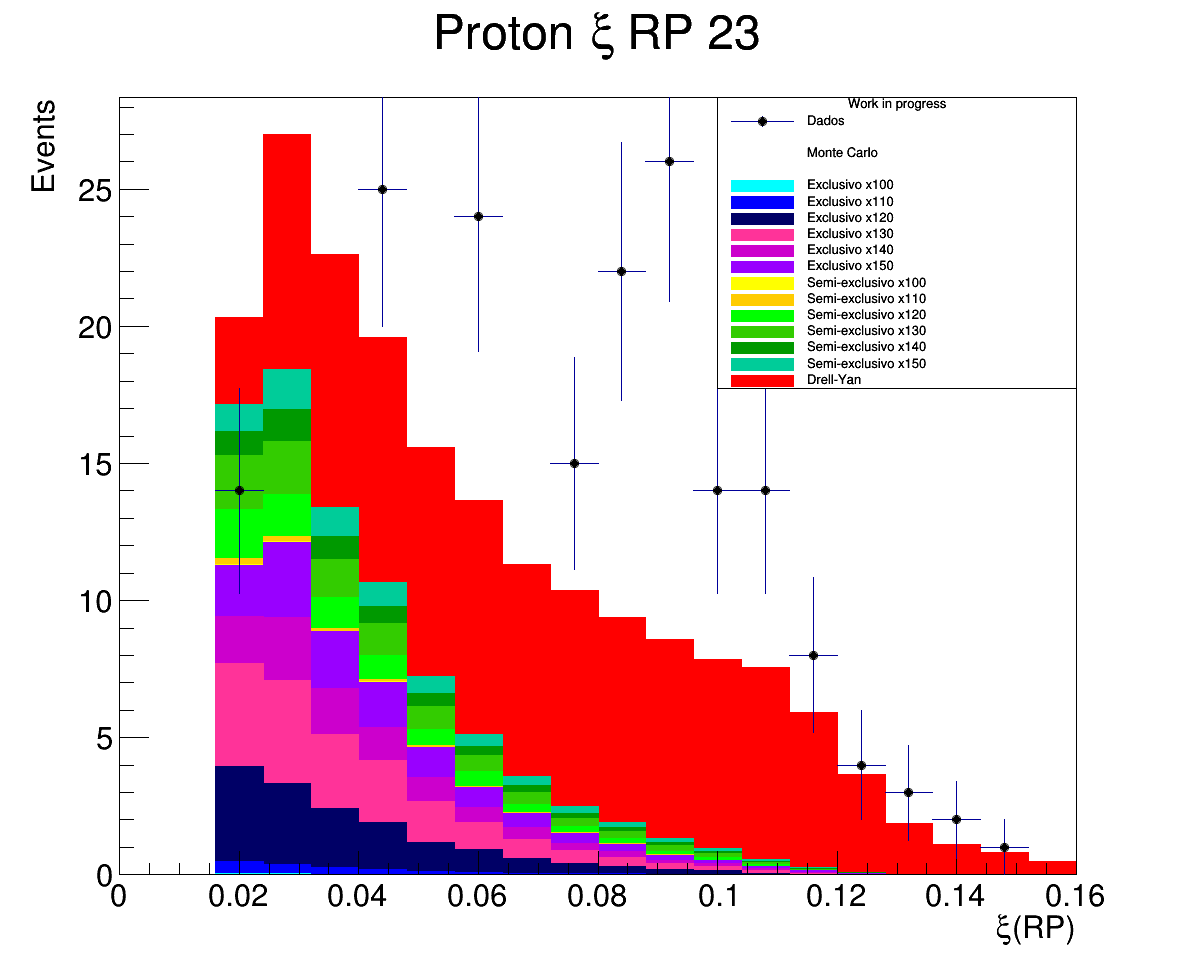 Proton ξ RP 23
Events
Work in progress
Dados
Monte Carlo
Exclusivo x100
Exclusivo x110
Exclusivo x120
Exclusivo x130
Exclusivo x140
Exclusivo x150
Semi-exclusivo x100
Semi-exclusivo x110
Semi-exclusivo x120
Semi-exclusivo x130
Semi-exclusivo x140
Semi-exclusivo x150
Drell-Yan
25
20
15
10
5
0
0 0.02 0.04 0.06 0.08 0.1 0.12 0.14 0.16
ξ(RP)